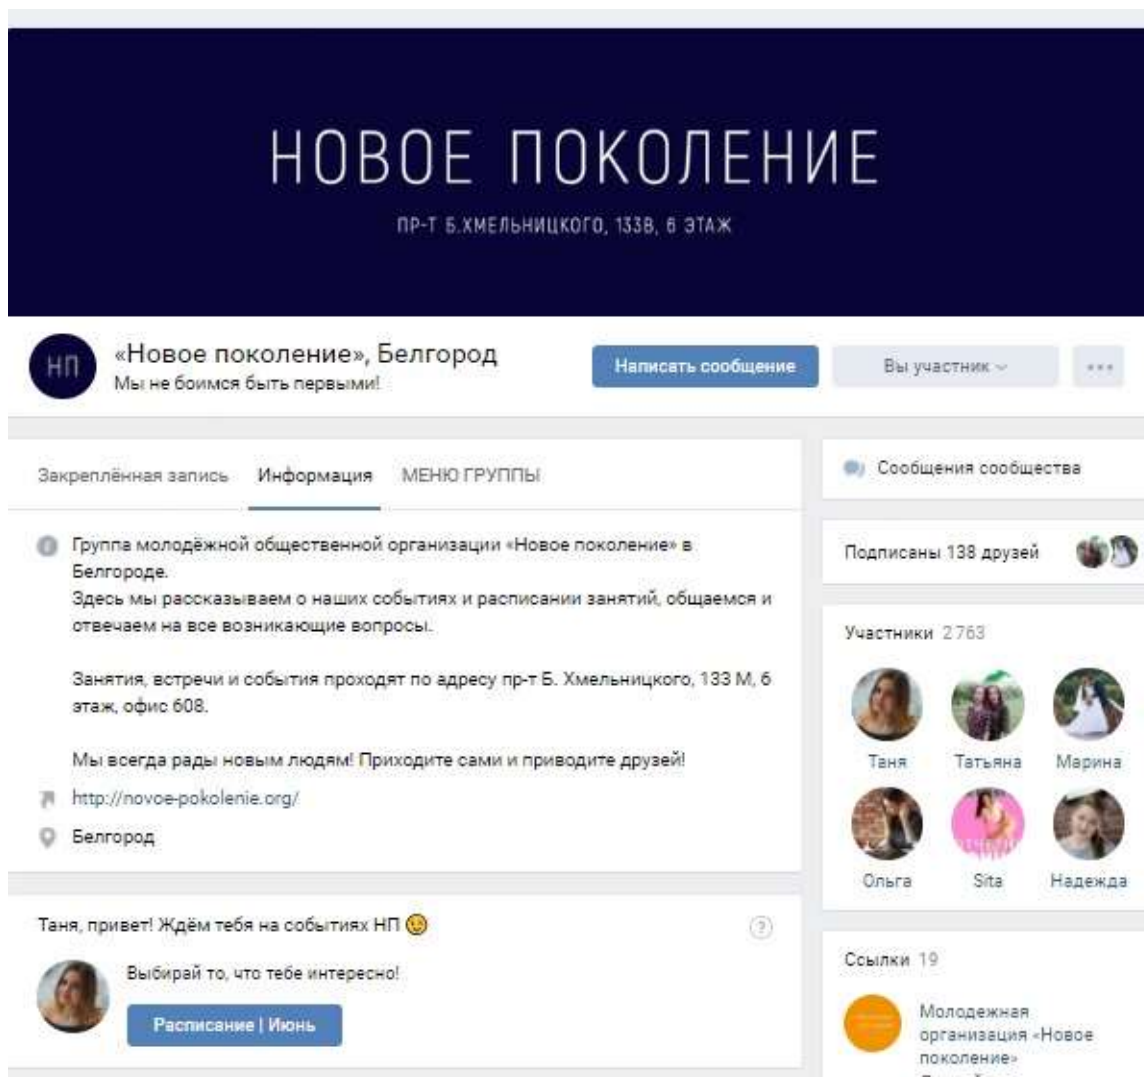 НОВОЕ ПОКОЛЕНИЕ
ПР-Т Б.ХМЕЛЬНИЦКОГО, 133В, 6 ЭТАЖ
НП
«Новое поколение», Белгород
Мы не боимся быть первыми!
Написать сообщение
Вы участник
Закреплённая запись Информация МЕНЮ ГРУППЫ
Группа молодёжной общественной организации «Новое поколение» в
Белгороде.
Здесь мы рассказываем о наших событиях и расписании занятий, общаемся и
отвечаем на все возникающие вопросы.
Занятия, встречи и события проходят по адресу пр-т Б. Хмельницкого, 133 М, 6
этаж, офис 608.
Мы всегда рады новым людям! Приходите сами и приводите друзей!
http://novoe-pokolenie.org/
Белгород
Таня, привет! Ждём тебя на событиях НП 😉
Выбирай то, что тебе интересно!
Расписание | Июнь
Сообщения сообщества
Подписаны 138 друзей
Участники 2 763
Таня Татьяна Марина
Ольга Sita Надежда
Ссылки 19
Молодежная
организация «Новое
поколение»